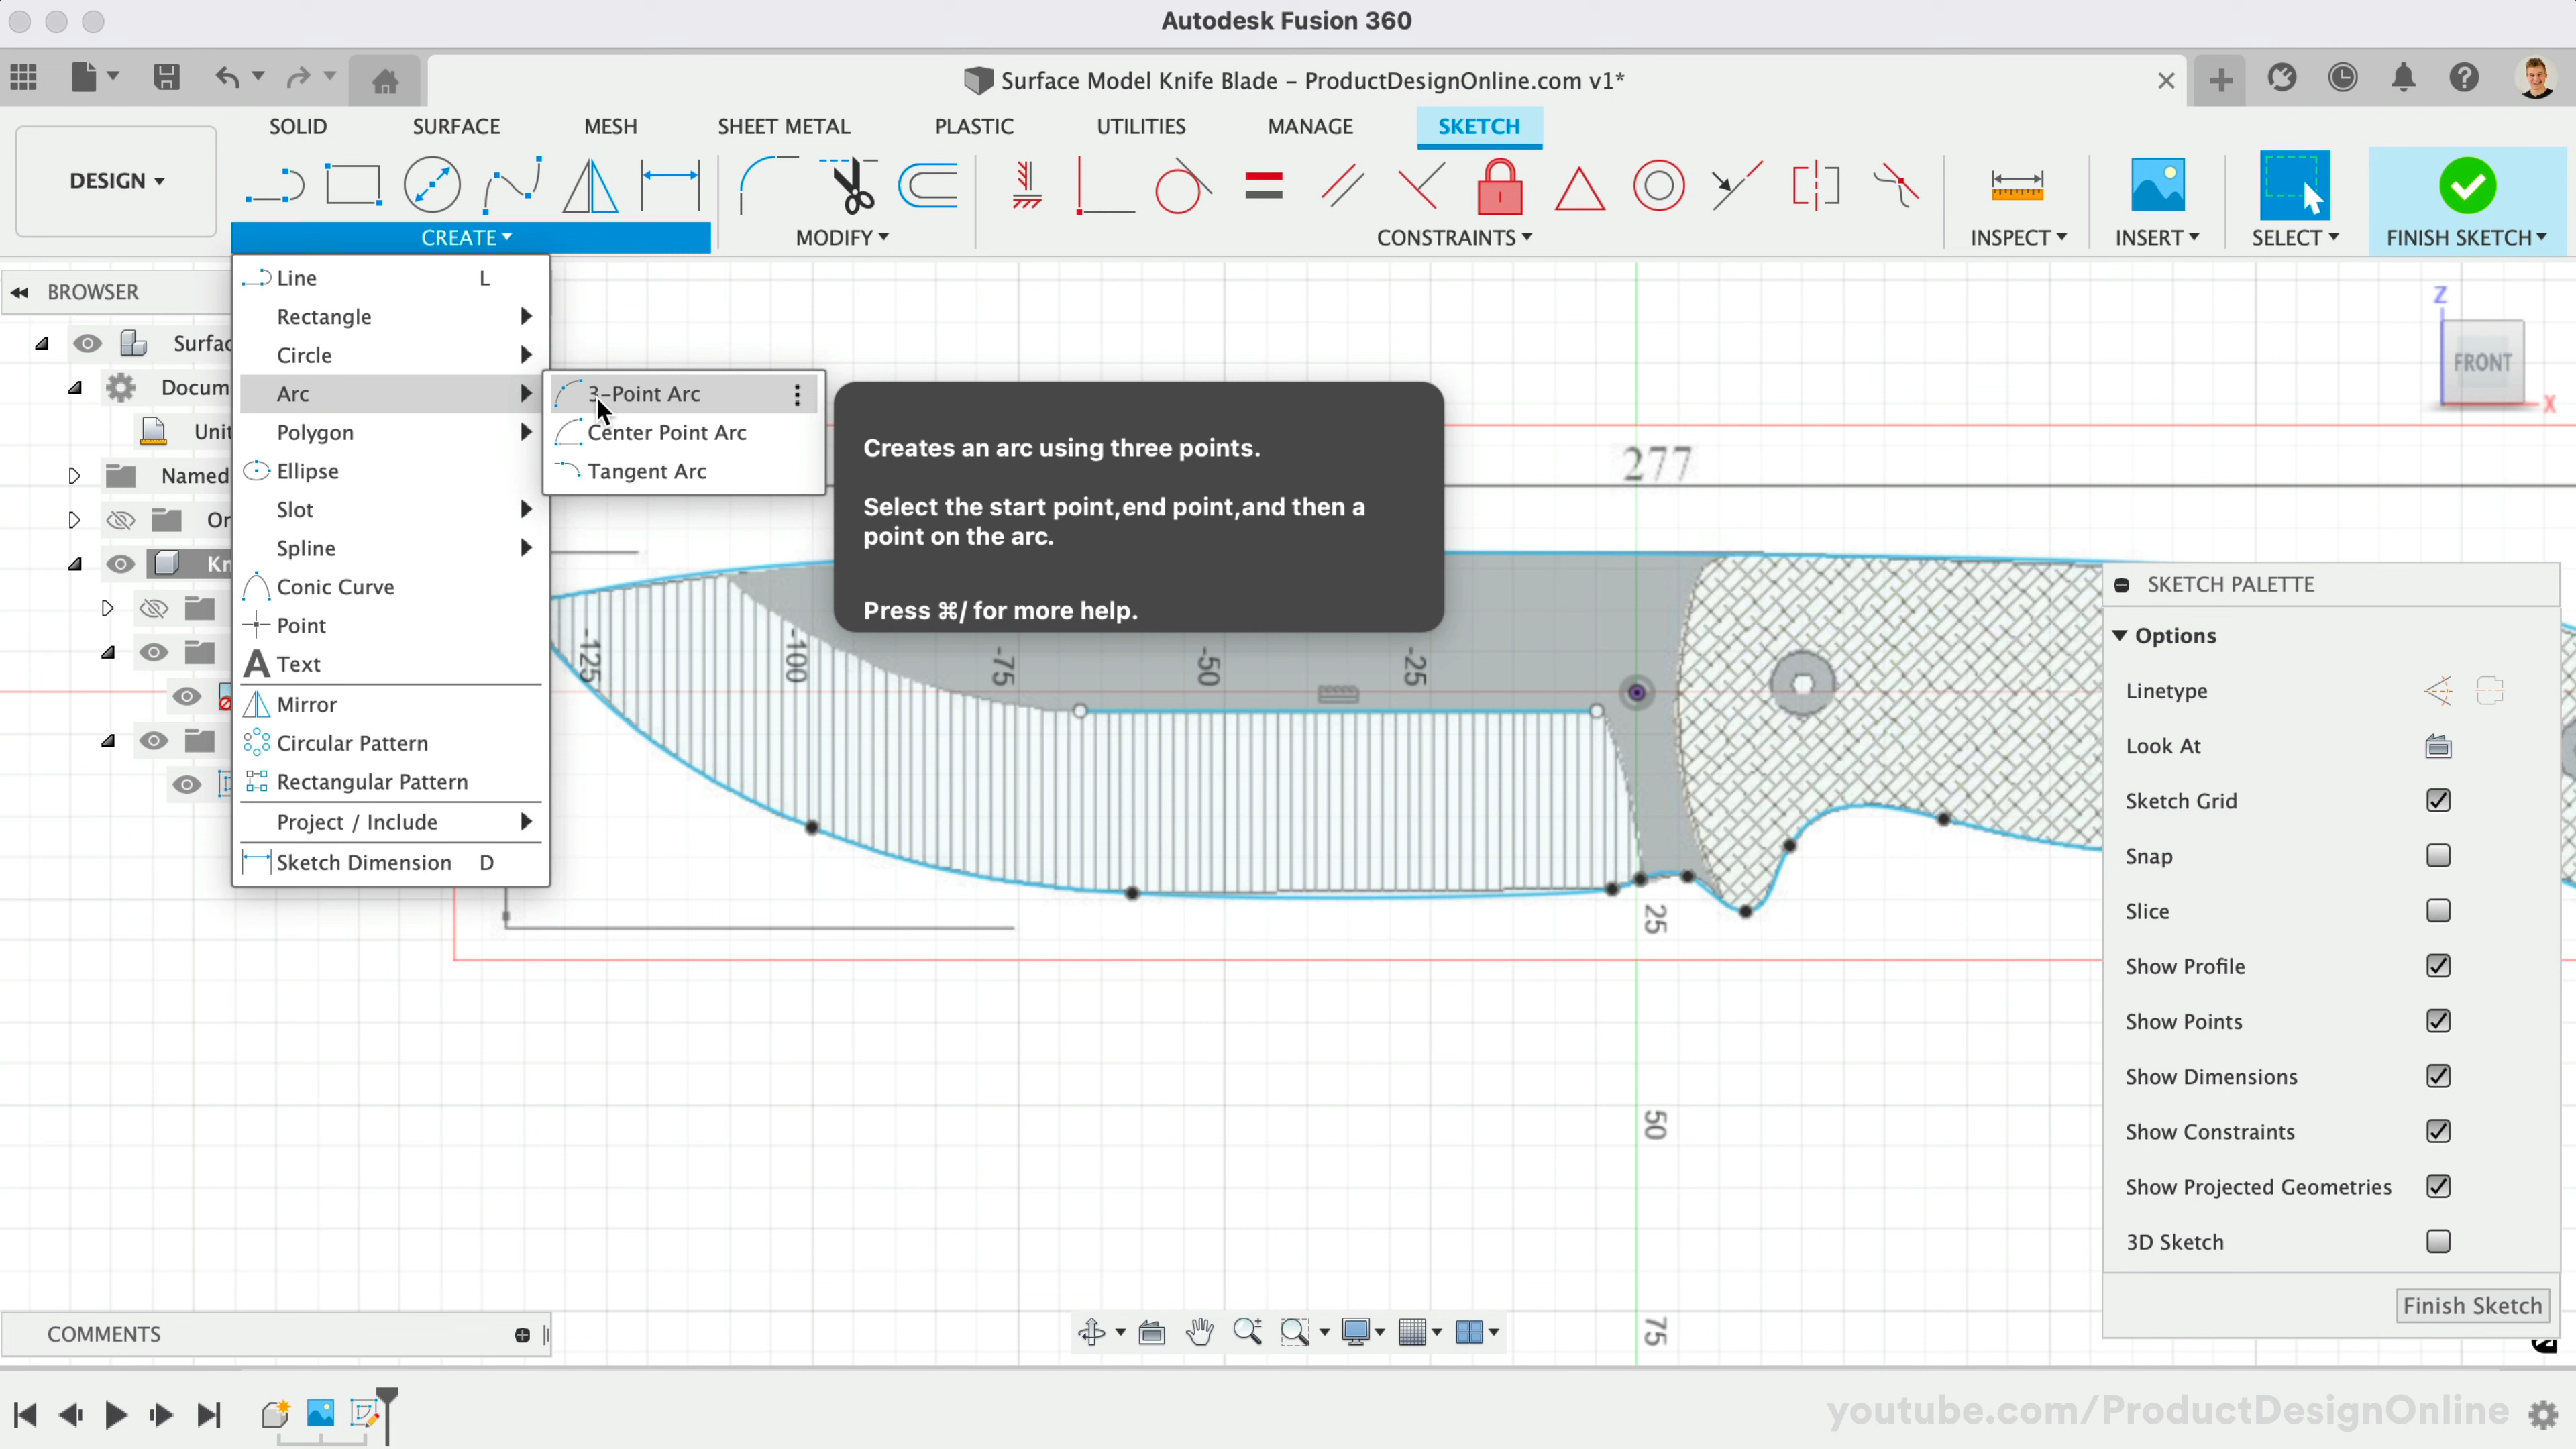 Autodesk Fusion 360
Surface Model Knife Blade – ProductDesignOnline.com v1*
SOLID
SURFACE
MESH
SHEET METAL
PLASTIC
UTILITIES
MANAGE
SKETCH
DESIGN
CREATE
MODIFY
CONSTRAINTS
INSPECT
INSERT
SELECT
FINISH SKETCH
BROWSER
Surfac
Docum
Unit
Named
Or
Kn
Line L
Rectangle
Circle
Arc
Polygon
Ellipse
Slot
Spline
Conic Curve
Point
Text
Mirror
Circular Pattern
Rectangular Pattern
Project / Include
Sketch Dimension D
3-Point Arc
Center Point Arc
Tangent Arc
Creates an arc using three points.
Select the start point,end point,and then a
point on the arc.
Press ⌘/ for more help.
277
Z
FRONT
X
-125
-100
-75
-50
-25
25
50
75
SKETCH PALETTE
Options
Linetype
Look At
Sketch Grid
Snap
Slice
Show Profile
Show Points
Show Dimensions
Show Constraints
Show Projected Geometries
3D Sketch
Finish Sketch
COMMENTS
youtube.com/ProductDesignOnline